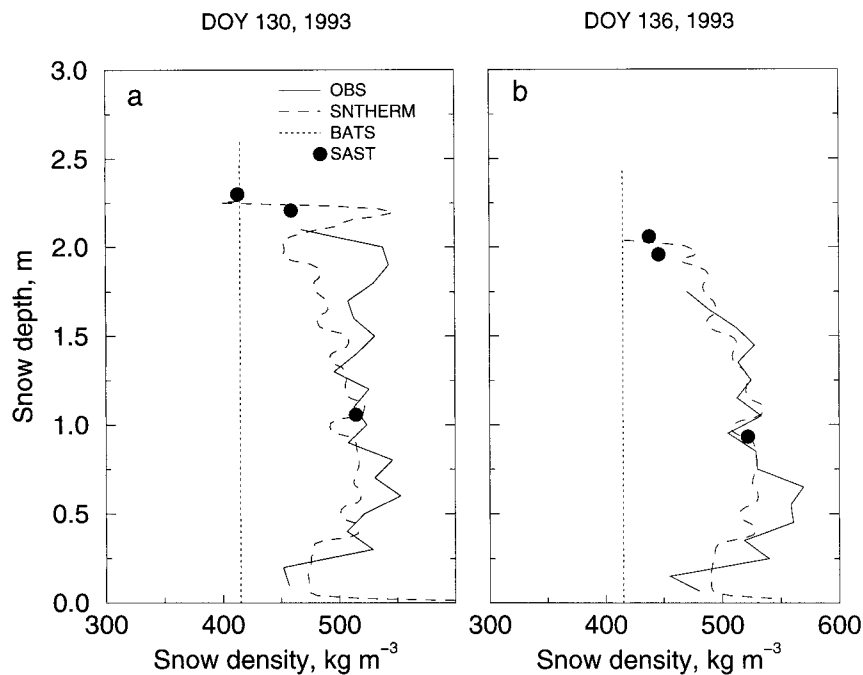 DOY 130, 1993
DOY 136, 1993
a
b
OBS
SNTHERM
BATS
SAST
3.0
2.5
2.0
1.5
1.0
0.5
0.0
Snow depth, m
300
400
500
300
400
500
600
Snow density, kg m⁻³
Snow density, kg m⁻³